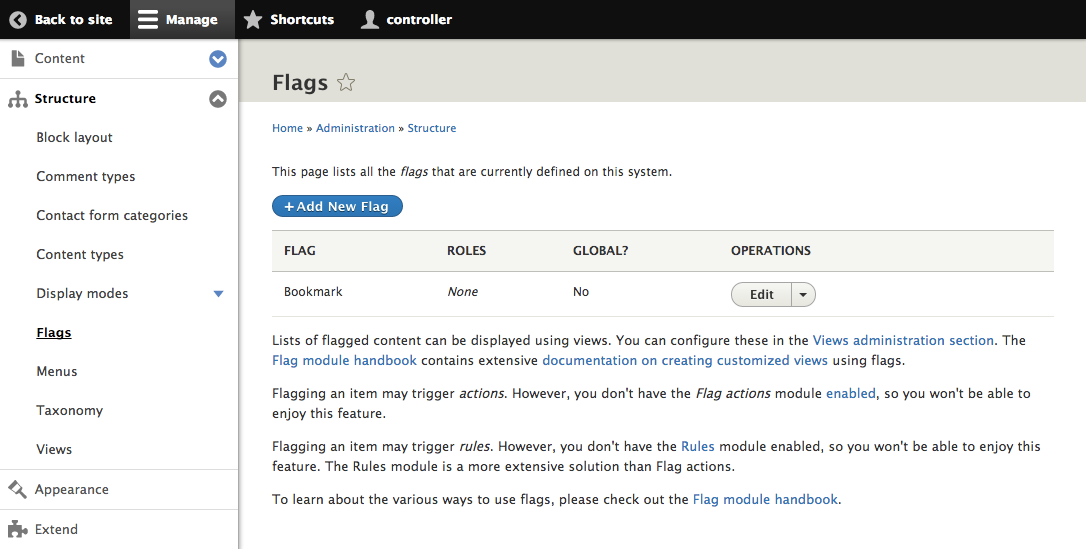 Back to site Manage Shortcuts controller
Content
Structure
Block layout
Comment types
Contact form categories
Content types
Display modes
Flags
Menus
Taxonomy
Views
Appearance
Extend
Flags
Home » Administration » Structure
This page lists all the flags that are currently defined on this system.
+ Add New Flag
FLAG ROLES GLOBAL? OPERATIONS
Bookmark None No Edit
Lists of flagged content can be displayed using views. You can configure these in the Views administration section. The
Flag module handbook contains extensive documentation on creating customized views using flags.
Flagging an item may trigger actions. However, you don't have the Flag actions module enabled, so you won't be able to
enjoy this feature.
Flagging an item may trigger rules. However, you don't have the Rules module enabled, so you won't be able to enjoy this
feature. The Rules module is a more extensive solution than Flag actions.
To learn about the various ways to use flags, please check out the Flag module handbook.